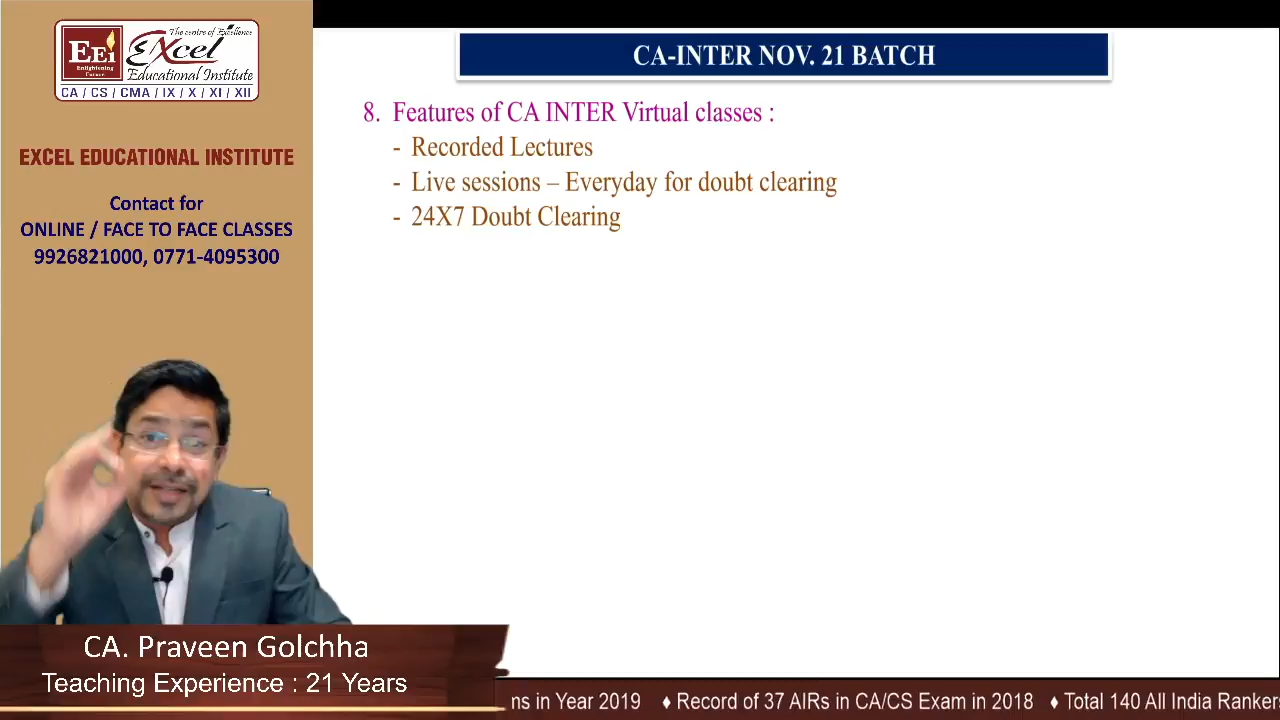 The centre of Excellence
EEi
Enlightening
Career
Excel
Educational Institute
CA / CS / CMA / IX / X / XI / XII
EXCEL EDUCATIONAL INSTITUTE
Contact for
ONLINE / FACE TO FACE CLASSES
9926821000, 0771-4095300
CA-INTER NOV. 21 BATCH
8. Features of CA INTER Virtual classes :
- Recorded Lectures
- Live sessions – Everyday for doubt clearing
- 24X7 Doubt Clearing
CA. Praveen Golchha
Teaching Experience : 21 Years
ns in Year 2019 ♦ Record of 37 AIRs in CA/CS Exam in 2018 ♦ Total 140 All India Ranker